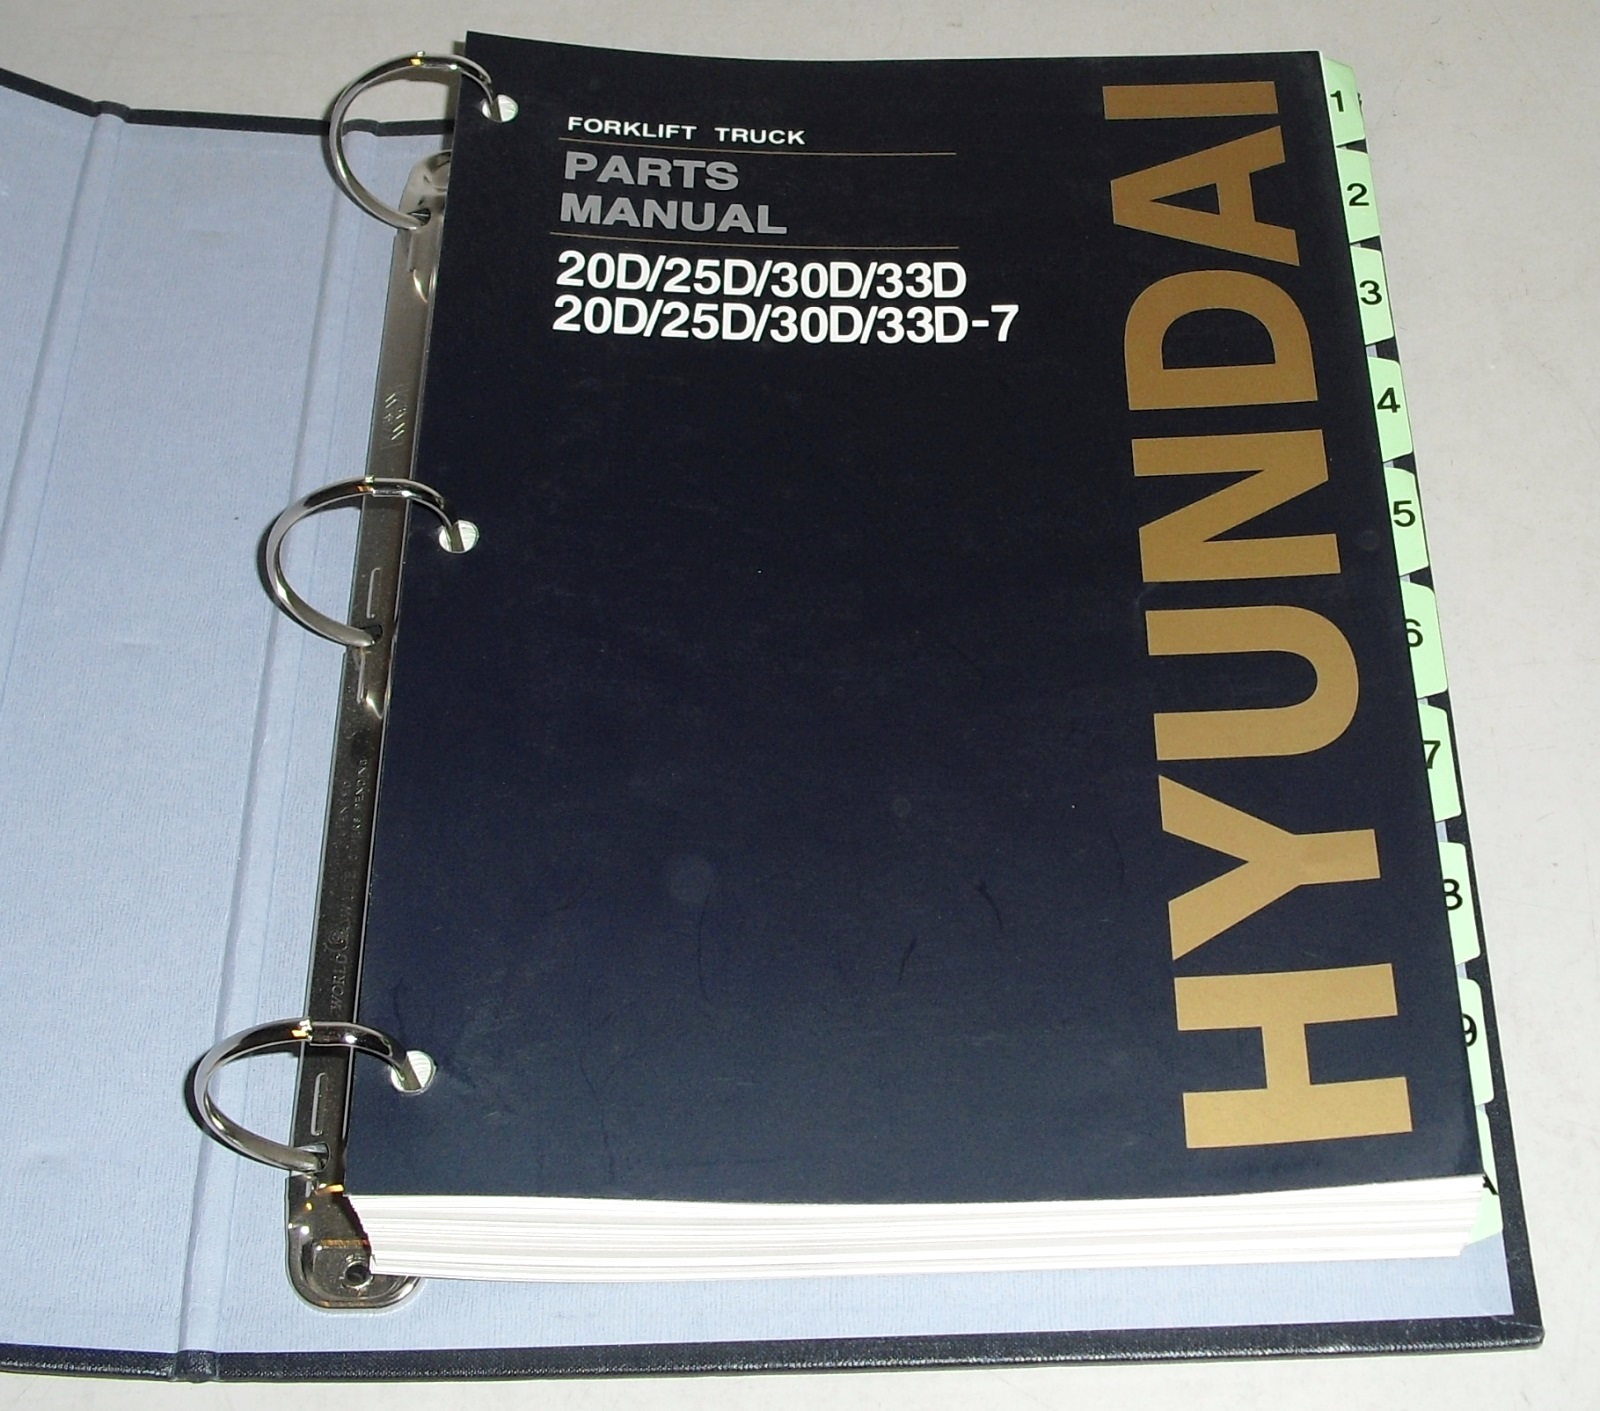 FORKLIFT TRUCK
PARTS
MANUAL
20D/25D/30D/33D
20D/25D/30D/33D-7
HYUNDAI
1
2
3
4
5
6
7
8
9
A
WORLD